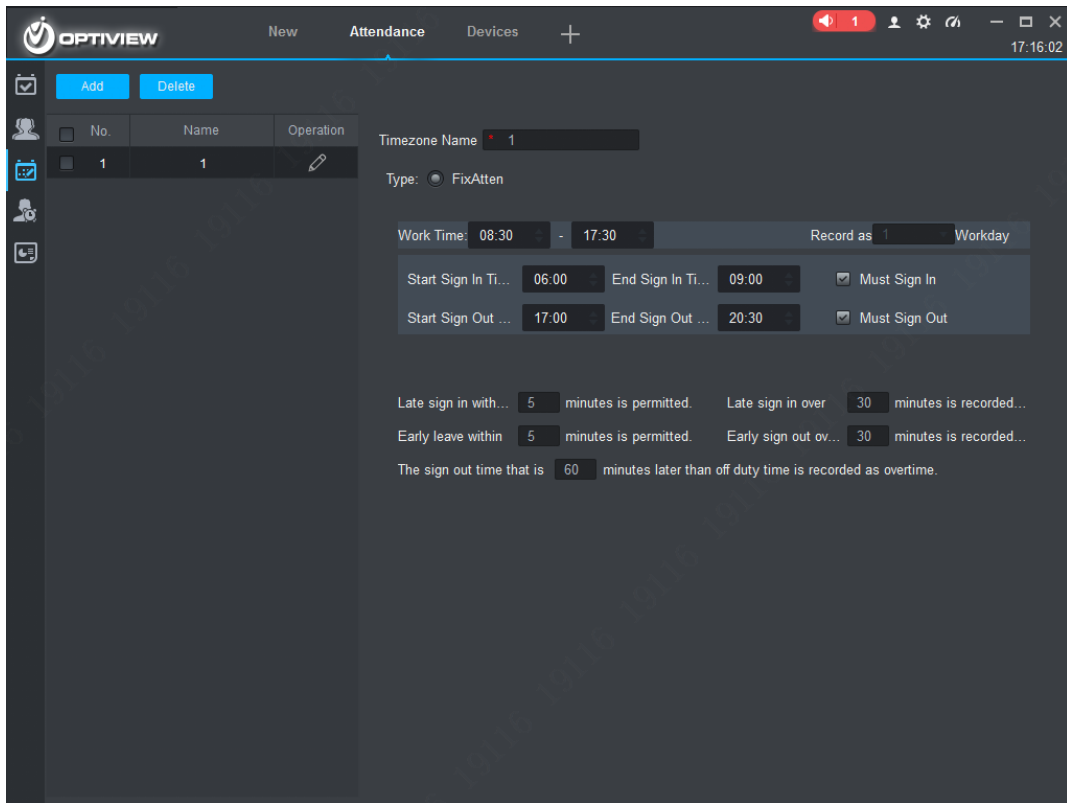 OPTIVIEW New Attendance Devices + 1
17:16:02
Add Delete
No. Name Operation
1 1
Timezone Name * 1
Type: FixAtten
Work Time: 08:30 - 17:30 Record as 1 Workday
Start Sign In Ti... 06:00 End Sign In Ti... 09:00 Must Sign In
Start Sign Out ... 17:00 End Sign Out ... 20:30 Must Sign Out
Late sign in with... 5 minutes is permitted. Late sign in over 30 minutes is recorded...
Early leave within 5 minutes is permitted. Early sign out ov... 30 minutes is recorded...
The sign out time that is 60 minutes later than off duty time is recorded as overtime.
19116 19116 19116 19116